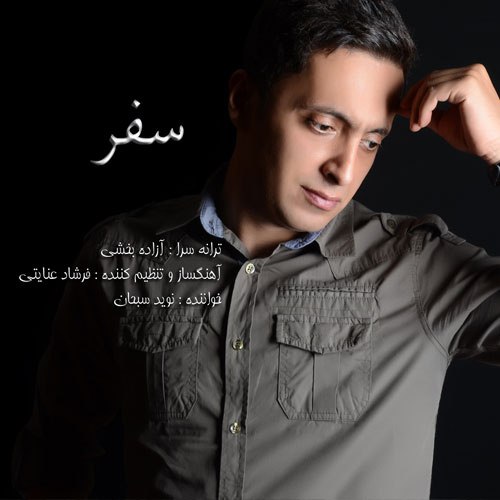 سفر
ترانه سرا : آزاده بخشی
آهنگساز و تنظیم کننده : فرشاد عنایتی
خواننده : نوید سبحان